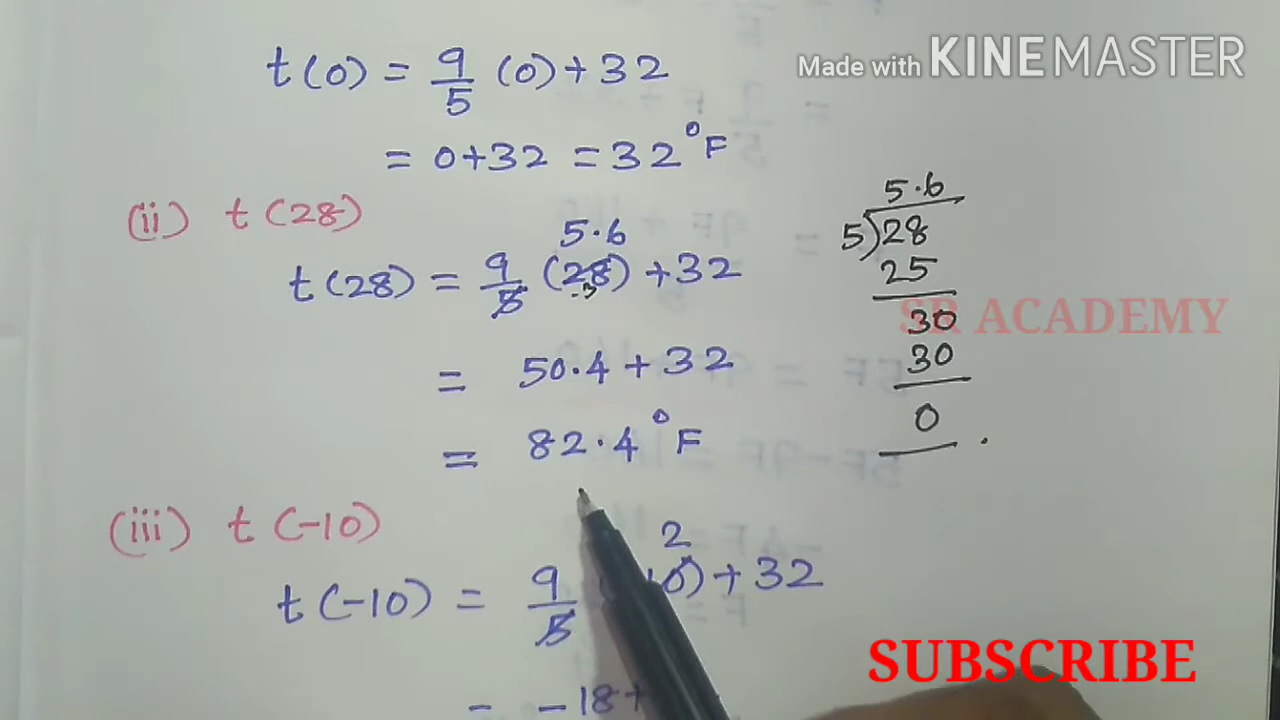 Made with KINEMASTER
t(0) = 9/5 (0) + 32
= 0+32 = 32°F
(ii) t(28)
5.6
t(28) = 9/5 (28) + 32
= 50.4 + 32
= 82.4°F
5.6
5)28
25
30
30
0
SR ACADEMY
(iii) t(-10)
2
t(-10) = 9/5 10) + 32
= -18+
SUBSCRIBE